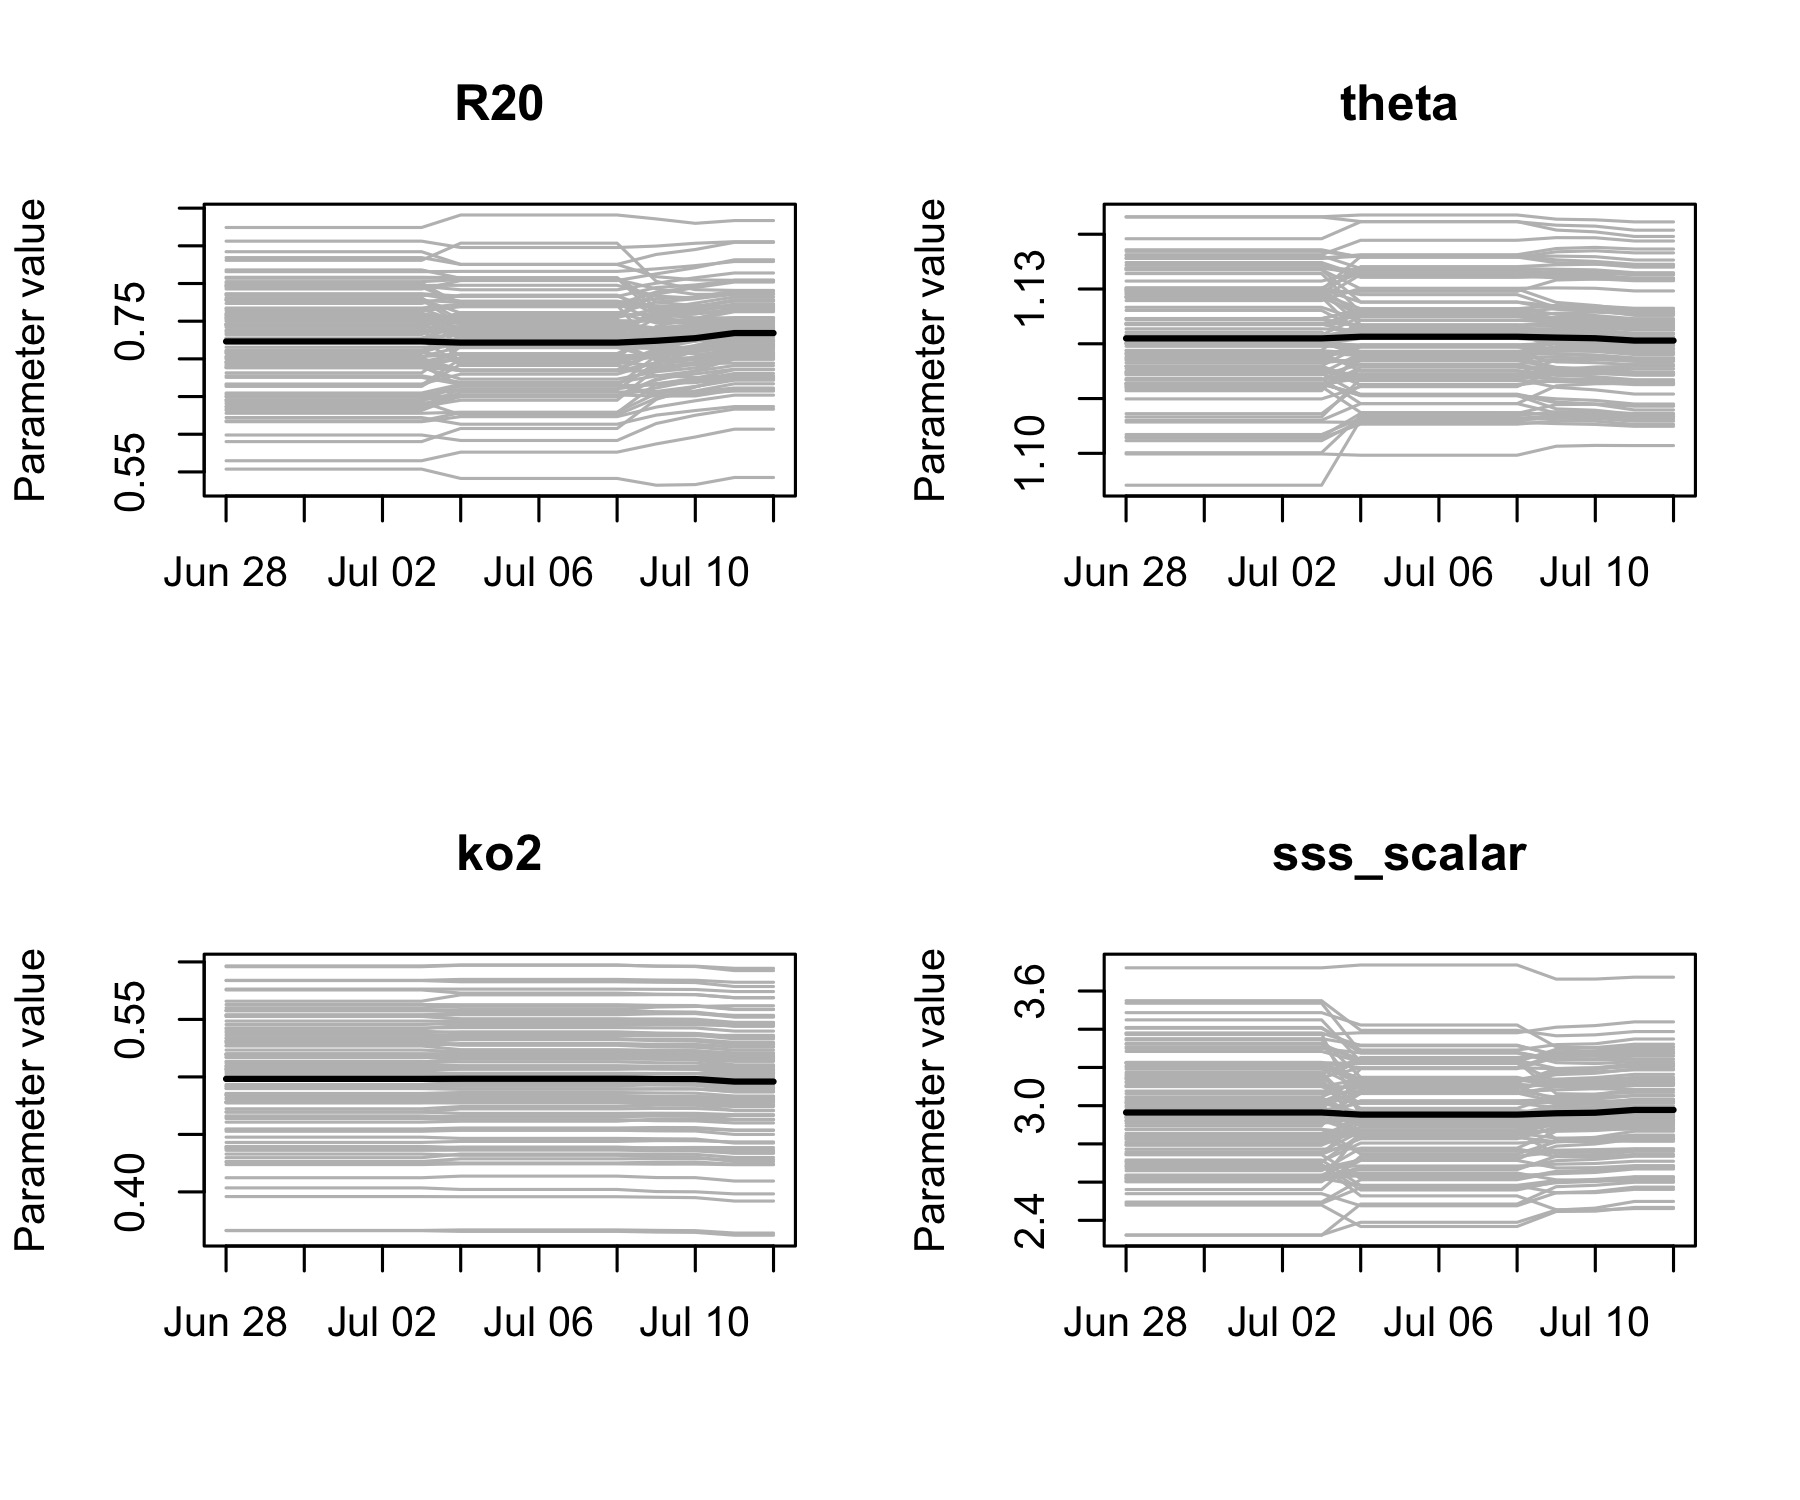 R20
Parameter value
0.75
0.55
Jun 28 Jul 02 Jul 06 Jul 10
theta
Parameter value
1.13
1.10
Jun 28 Jul 02 Jul 06 Jul 10
ko2
Parameter value
0.55
0.40
Jun 28 Jul 02 Jul 06 Jul 10
sss_scalar
Parameter value
3.6
3.0
2.4
Jun 28 Jul 02 Jul 06 Jul 10